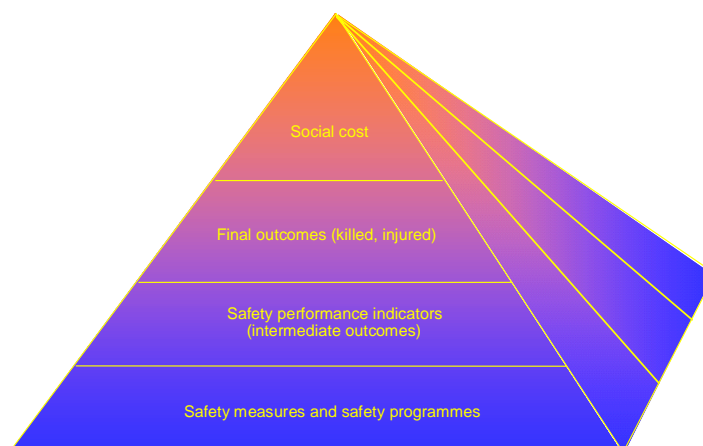 Social cost
Final outcomes (killed, injured)
Safety performance indicators
(intermediate outcomes)
Safety measures and safety programmes